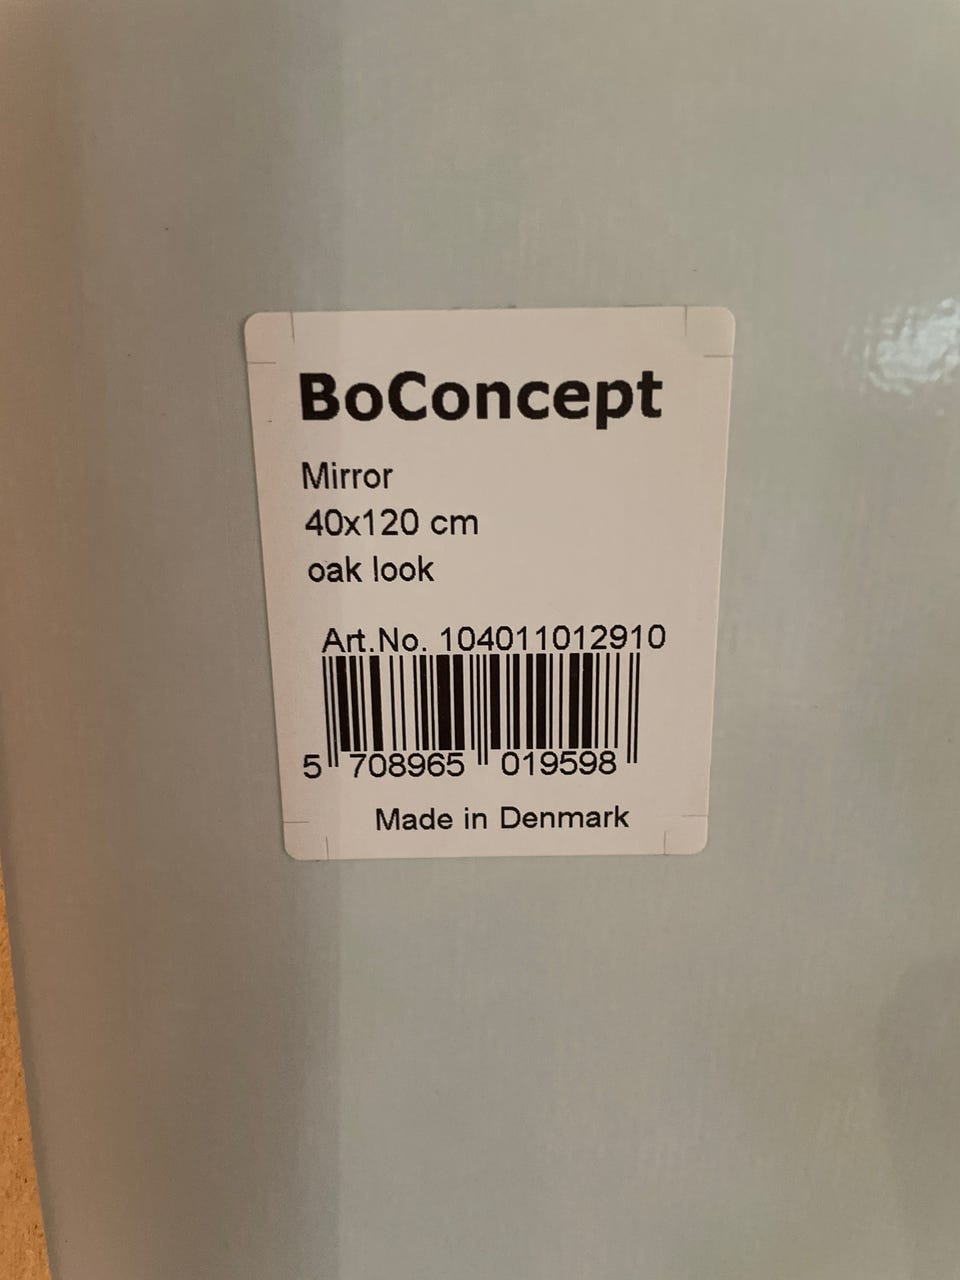 BoConcept
Mirror
40x120 cm
oak look
Art.No. 104011012910
5 708965 019598
Made in Denmark